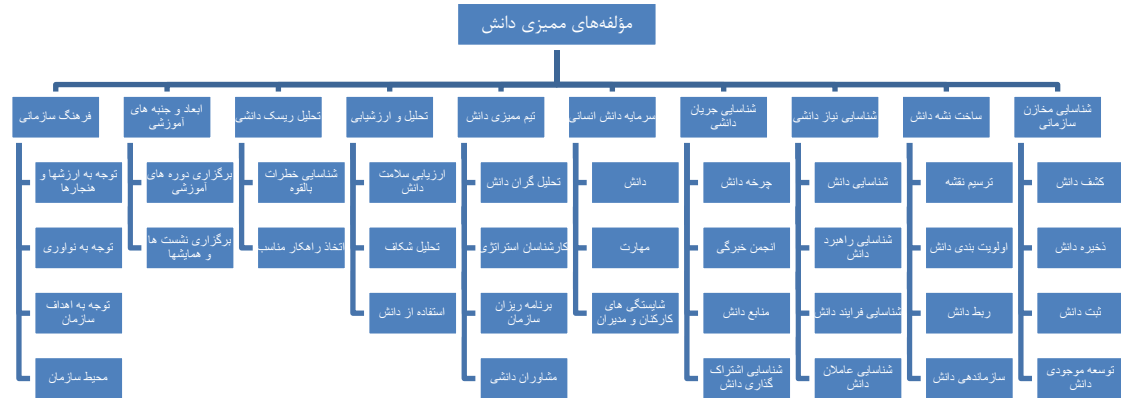 مؤلفه‌های ممیزی دانش
شناسایی مخازن
سازمانی
کشف دانش
ذخیره دانش
ثبت دانش
توسعه موجودی
دانش
ساخت نشه دانش
ترسیم نقشه
اولویت بندی دانش
ربط دانش
سازماندهی دانش
شناسایی نیاز دانشی
شناسایی دانش
شناسایی راهبرد
دانش
شناسایی فرایند دانش
شناسایی عاملان
دانش
شناسایی جریان
دانشی
چرخه دانش
انجمن خبرگی
منابع دانش
شناسایی اشتراک
گذاری دانش
سرمایه دانش انسانی
دانش
مهارت
شایستگی های
کارکنان و مدیران
تیم ممیزی دانش
تحلیل گران دانش
کارشناسان استراتژی
برنامه ریزان
سازمان
مشاوران دانشی
تحلیل و ارزشیابی
ارزیابی سلامت
دانش
تحلیل شکاف
استفاده از دانش
تحلیل ریسک دانشی
شناسایی خطرات
بالقوه
اتخاذ راهکار مناسب
ابعاد و جنبه های
آموزشی
برگزاری دوره های
آموزشی
برگزاری نشست ها
و همایشها
فرهنگ سازمانی
توجه به ارزشها و
هنجارها
توجه به نواوری
توجه به اهداف
سازمان
محیط سازمان